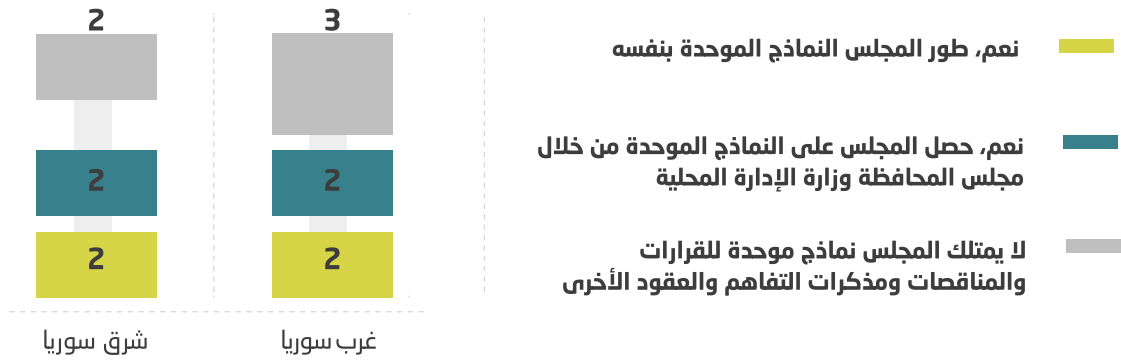 نعم، طور المجلس النماذج الموحدة بنفسه
نعم، حصل المجلس على النماذج الموحدة من خلال
مجلس المحافظة وزارة الإدارة المحلية
لا يمتلك المجلس نماذج موحدة للقرارات
والمناقصات ومذكرات التفاهم والعقود الأخرى
3
2
2
غرب سوريا
2
2
2
شرق سوريا